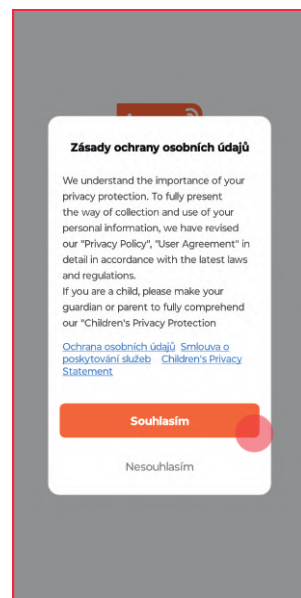 Zásady ochrany osobních údajů
We understand the importance of your
privacy protection. To fully present
the way of collection and use of your
personal information, we have revised
our "Privacy Policy", "User Agreement" in
detail in accordance with the latest laws
and regulations.
If you are a child, please make your
guardian or parent to fully comprehend
our "Children's Privacy Protection
Ochrana osobních údajů Smlouva o
poskytování služeb Children's Privacy
Statement
Souhlasím
Nesouhlasím